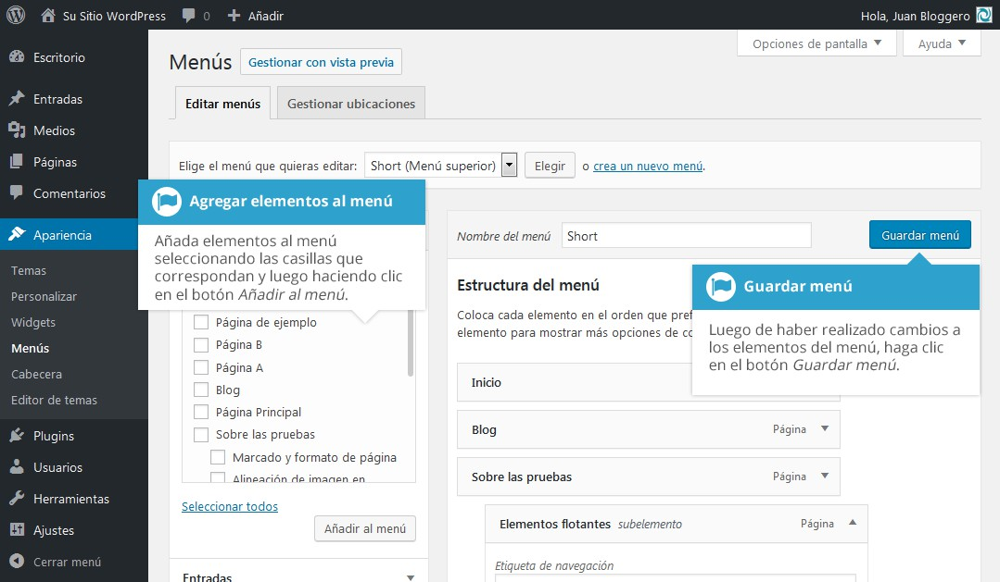 Su Sitio WordPress 0 Añadir Hola, Juan Bloggero
Opciones de pantalla Ayuda
Escritorio
Entradas
Medios
Páginas
Comentarios
Apariencia
Temas
Personalizar
Widgets
Menús
Cabecera
Editor de temas
Plugins
Usuarios
Herramientas
Ajustes
Cerrar menú
Menús Gestionar con vista previa
Editar menús Gestionar ubicaciones
Elige el menú que quieras editar: Short (Menú superior) Elegir o crea un nuevo menú.
Agregar elementos al menú
Añada elementos al menú
seleccionando las casillas que
correspondan y luego haciendo clic
en el botón Añadir al menú.
Página de ejemplo
Página B
Página A
Blog
Página Principal
Sobre las pruebas
Marcado y formato de página
Alineación de imagen en
Seleccionar todos
Añadir al menú
Entradas
Nombre del menú Short Guardar menú
Estructura del menú
Coloca cada elemento en el orden que pref
elemento para mostrar más opciones de co
Guardar menú
Luego de haber realizado cambios a
los elementos del menú, haga clic
en el botón Guardar menú.
Inicio
Blog Página
Sobre las pruebas Página
Elementos flotantes subelemento Página
Etiqueta de navegación